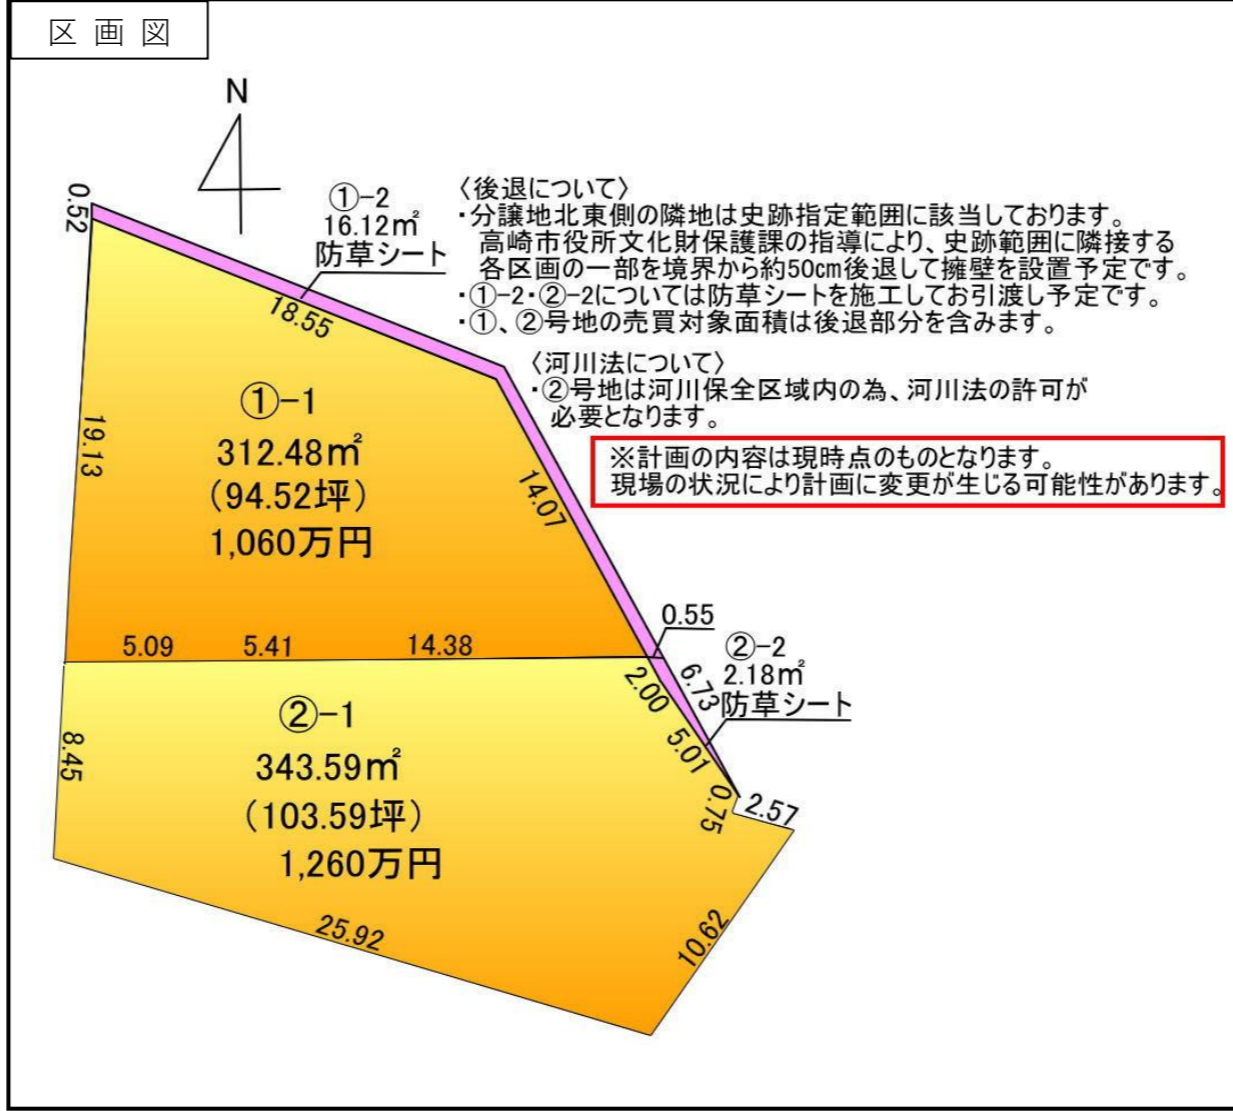 区画図
N
0.52
①-2
16.12㎡
防草シート
〈後退について〉
・分譲地北東側の隣地は史跡指定範囲に該当しております。
高崎市役所文化財保護課の指導により、史跡範囲に隣接する
各区画の一部を境界から約50㎝後退して擁壁を設置予定です。
・①-2・②-2については防草シートを施工してお引渡し予定です。
・①、②号地の売買対象面積は後退部分を含みます。
〈河川法について〉
・②号地は河川保全区域内の為、河川法の許可が
必要となります。
※計画の内容は現時点のものとなります。
現場の状況により計画に変更が生じる可能性があります。
18.55
①-1
312.48㎡
(94.52坪)
1,060万円
19.13
14.07
5.09
5.41
14.38
0.55
②-2
2.18㎡
防草シート
6.73
2.00
5.01
0.75
2.57
②-1
343.59㎡
(103.59坪)
1,260万円
8.45
25.92
10.62